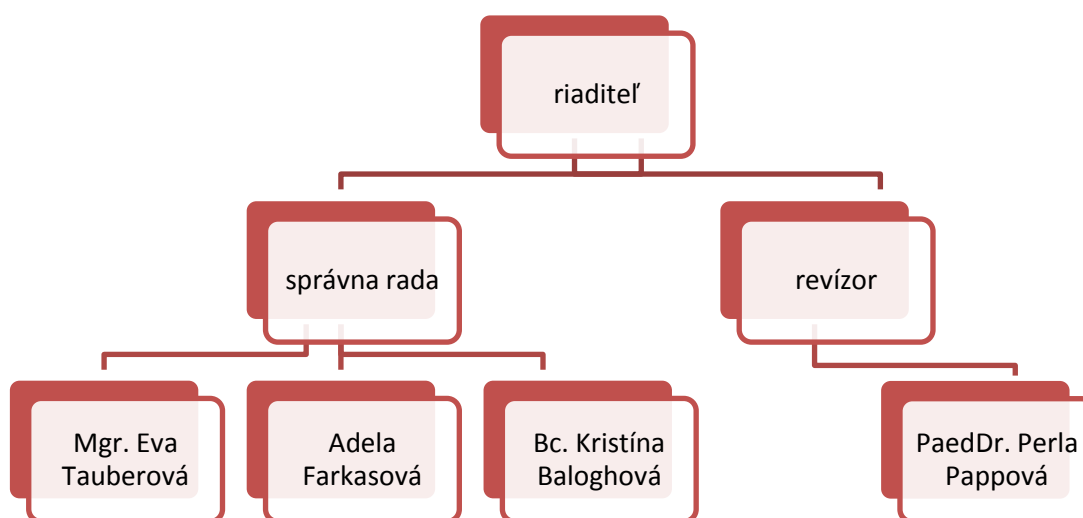 riaditeľ
správna rada
revízor
Mgr. Eva
Tauberová
Adela
Farkasová
Bc. Kristína
Baloghová
PaedDr. Perla
Pappová